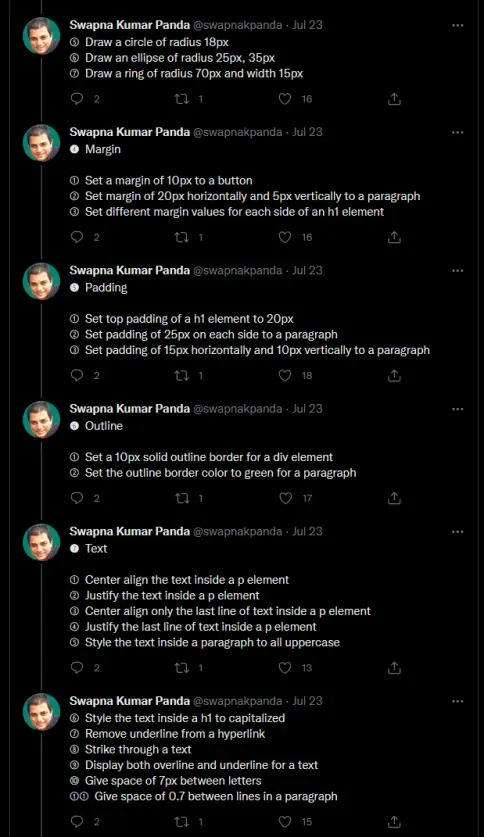 Swapna Kumar Panda @swapnakpanda · Jul 23
⑤ Draw a circle of radius 18px
⑥ Draw an ellipse of radius 25px, 35px
⑦ Draw a ring of radius 70px and width 15px
2 1 16
Swapna Kumar Panda @swapnakpanda · Jul 23
❹ Margin
① Set a margin of 10px to a button
② Set margin of 20px horizontally and 5px vertically to a paragraph
③ Set different margin values for each side of an h1 element
2 1 16
Swapna Kumar Panda @swapnakpanda · Jul 23
❺ Padding
① Set top padding of a h1 element to 20px
② Set padding of 25px on each side to a paragraph
③ Set padding of 15px horizontally and 10px vertically to a paragraph
2 1 18
Swapna Kumar Panda @swapnakpanda · Jul 23
❻ Outline
① Set a 10px solid outline border for a div element
② Set the outline border color to green for a paragraph
2 1 17
Swapna Kumar Panda @swapnakpanda · Jul 23
❼ Text
① Center align the text inside a p element
② Justify the text inside a p element
③ Center align only the last line of text inside a p element
④ Justify the last line of text inside a p element
⑤ Style the text inside a paragraph to all uppercase
2 1 13
Swapna Kumar Panda @swapnakpanda · Jul 23
⑥ Style the text inside a h1 to capitalized
⑦ Remove underline from a hyperlink
⑧ Strike through a text
⑨ Display both overline and underline for a text
⑩ Give space of 7px between letters
①① Give space of 0.7 between lines in a paragraph
2 1 15